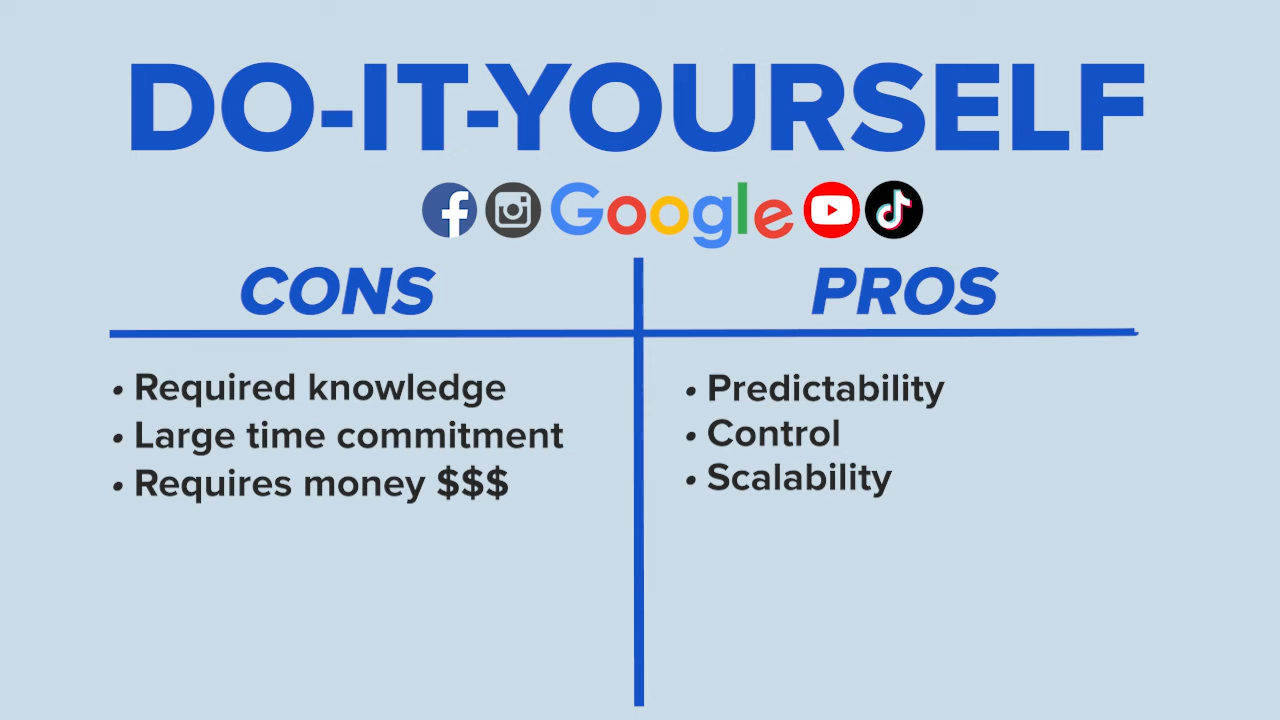 DO-IT-YOURSELF
Google
CONS
PROS
• Required knowledge
• Large time commitment
• Requires money $$$
• Predictability
• Control
• Scalability